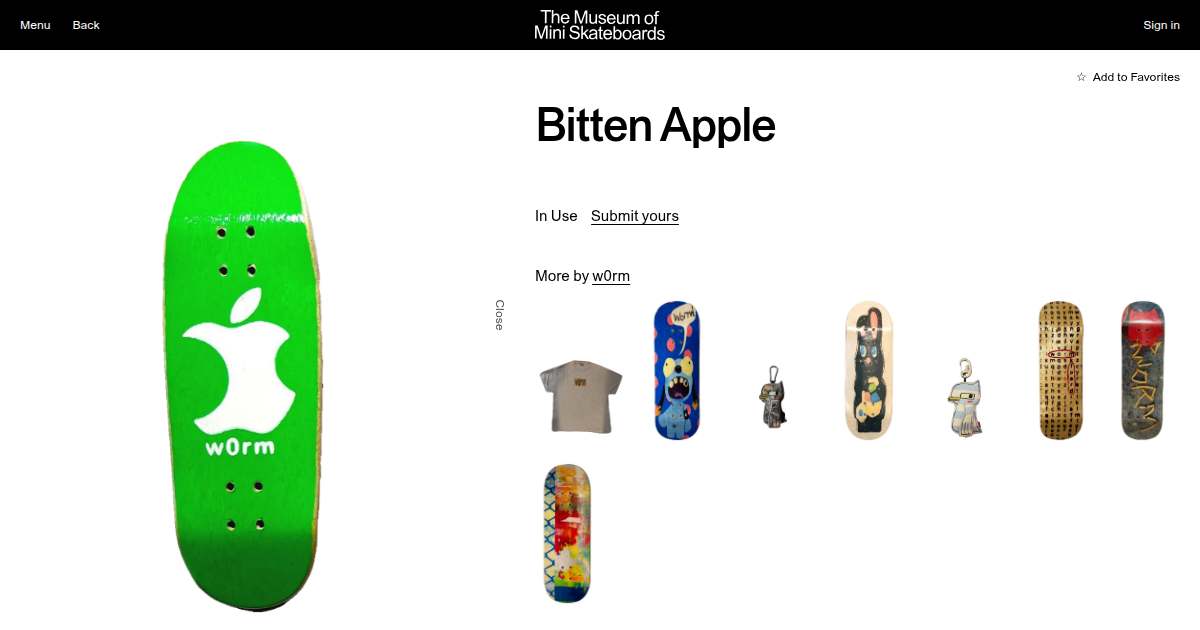 Menu
Back
The Museum of
Mini Skateboards
Sign in
☆ Add to Favorites
Bitten Apple
In Use Submit yours
More by w0rm
Close
w0rm